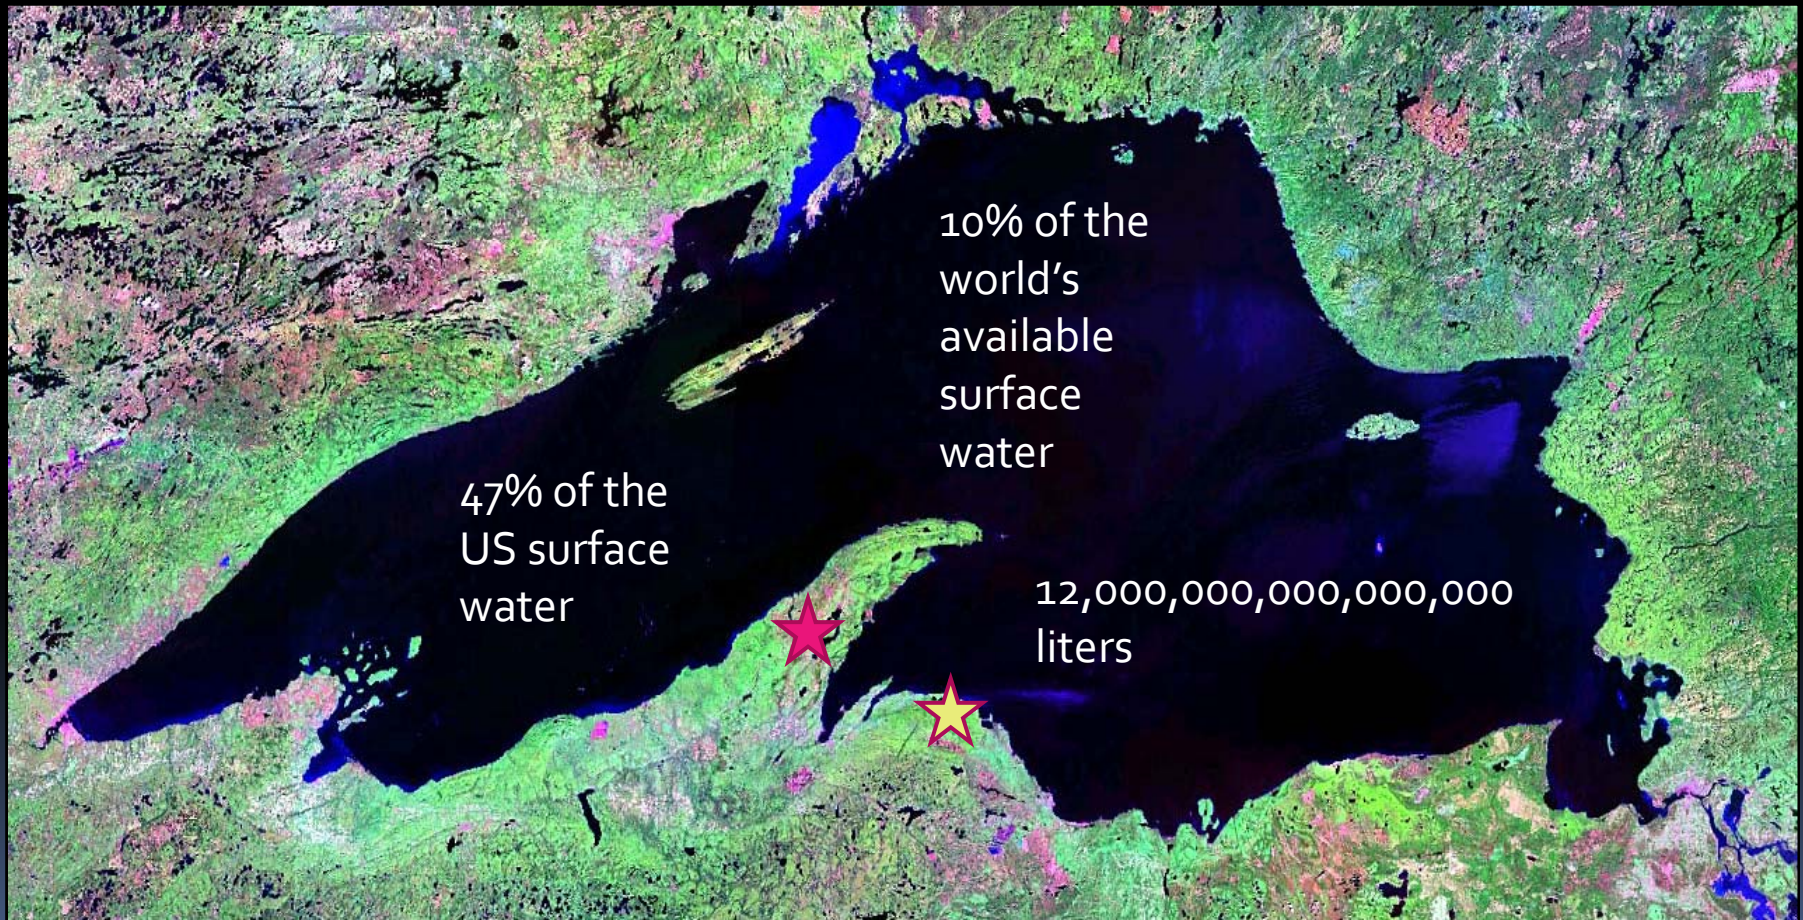 10% of the
world’s
available
surface
water
47% of the
US surface
water
12,000,000,000,000,000
liters